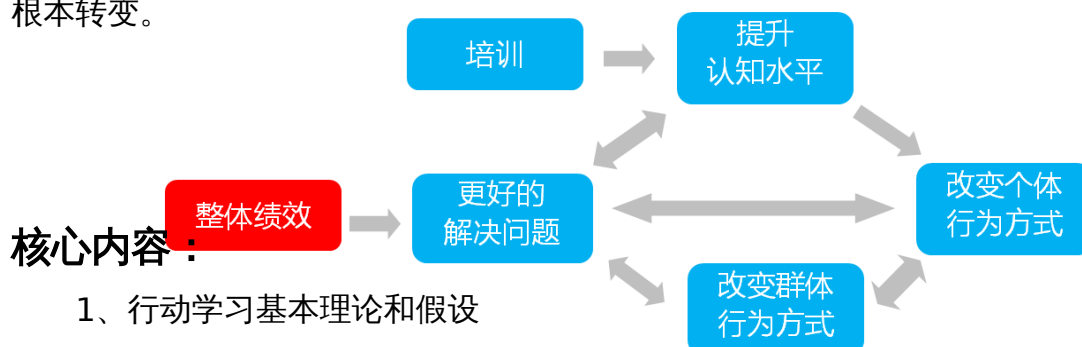 根本转变。
培训
提升
认知水平
整体绩效
更好的
解决问题
改变个体
行为方式
核心内容：
改变群体
行为方式
1、行动学习基本理论和假设